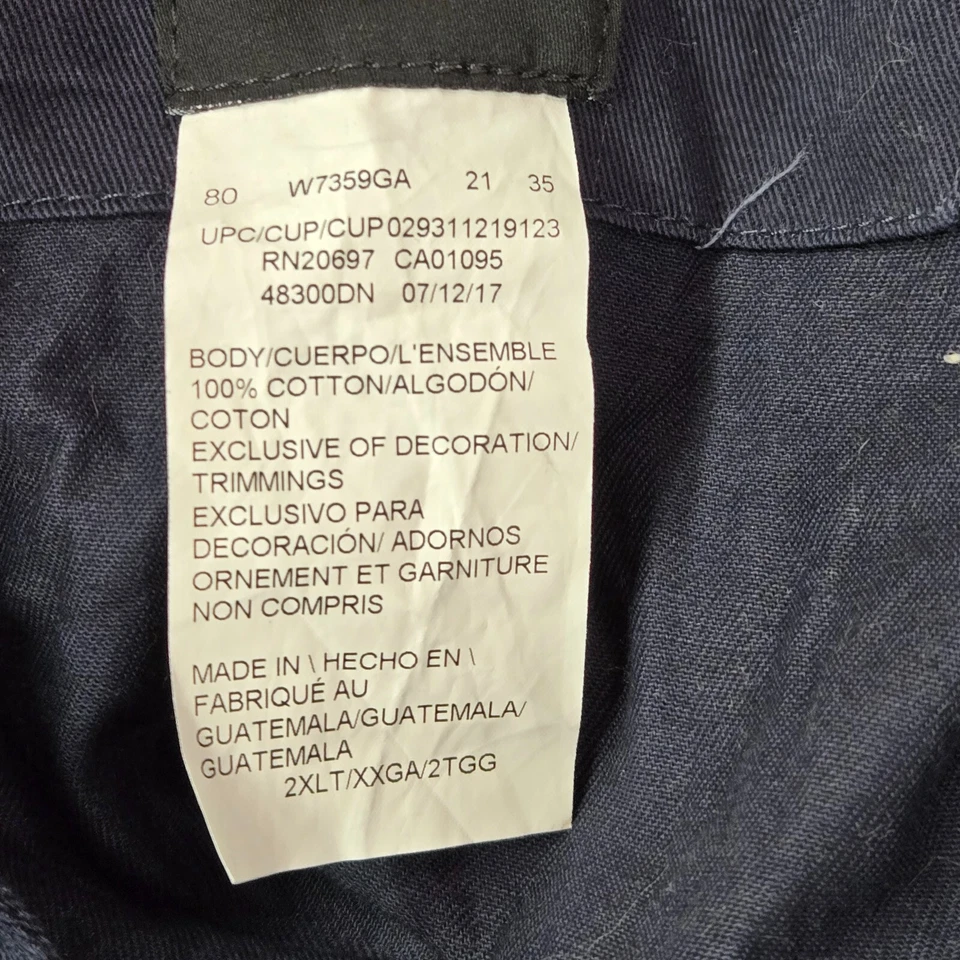 80 W7359GA 21 35
UPC/CUP/CUP029311219123
RN20697 CA01095
48300DN 07/12/17
BODY/CUERPO/L'ENSEMBLE
100% COTTON/ALGODÓN/
COTON
EXCLUSIVE OF DECORATION/
TRIMMINGS
EXCLUSIVO PARA
DECORACIÓN/ ADORNOS
ORNEMENT ET GARNITURE
NON COMPRIS
MADE IN \ HECHO EN \
FABRIQUÉ AU
GUATEMALA/GUATEMALA/
GUATEMALA
2XLT/XXGA/2TGG